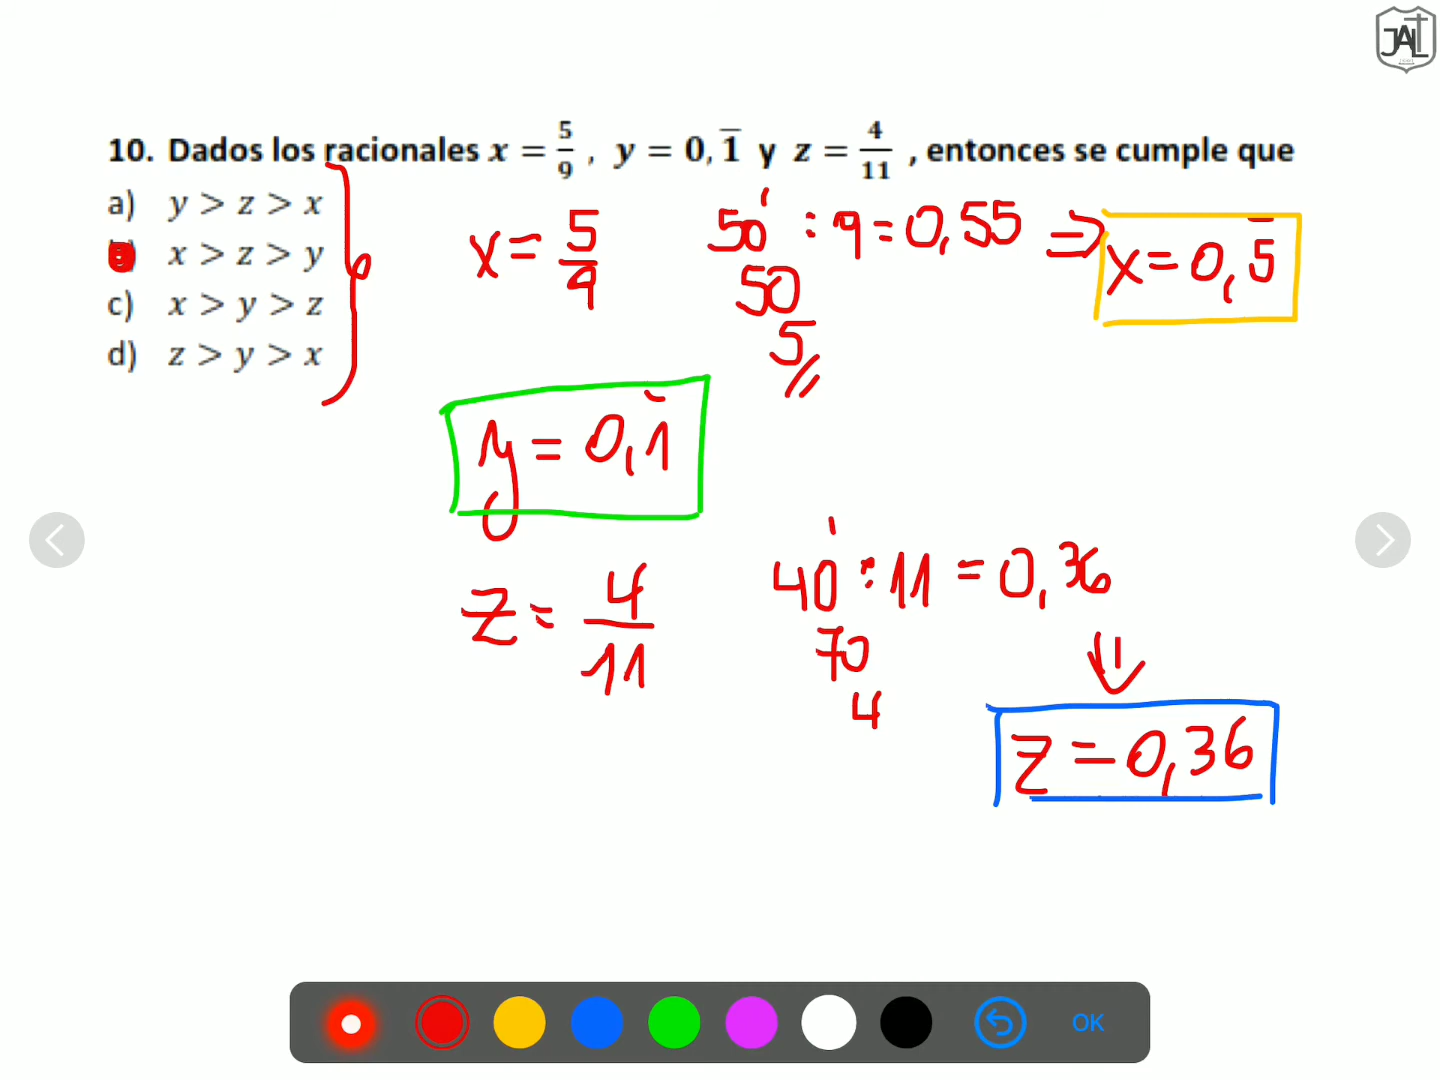 JALT
10. Dados los racionales x = 5/9 , y = 0,1̅ y z = 4/11 , entonces se cumple que
a) y > z > x
x > z > y
c) x > y > z
d) z > y > x
x = 5/9
50 : 9 = 0,55 ⇒ x = 0,5̅
50
5
y = 0,1̅
z = 4/11
40 : 11 = 0,36
70
4
z = 0,36
OK